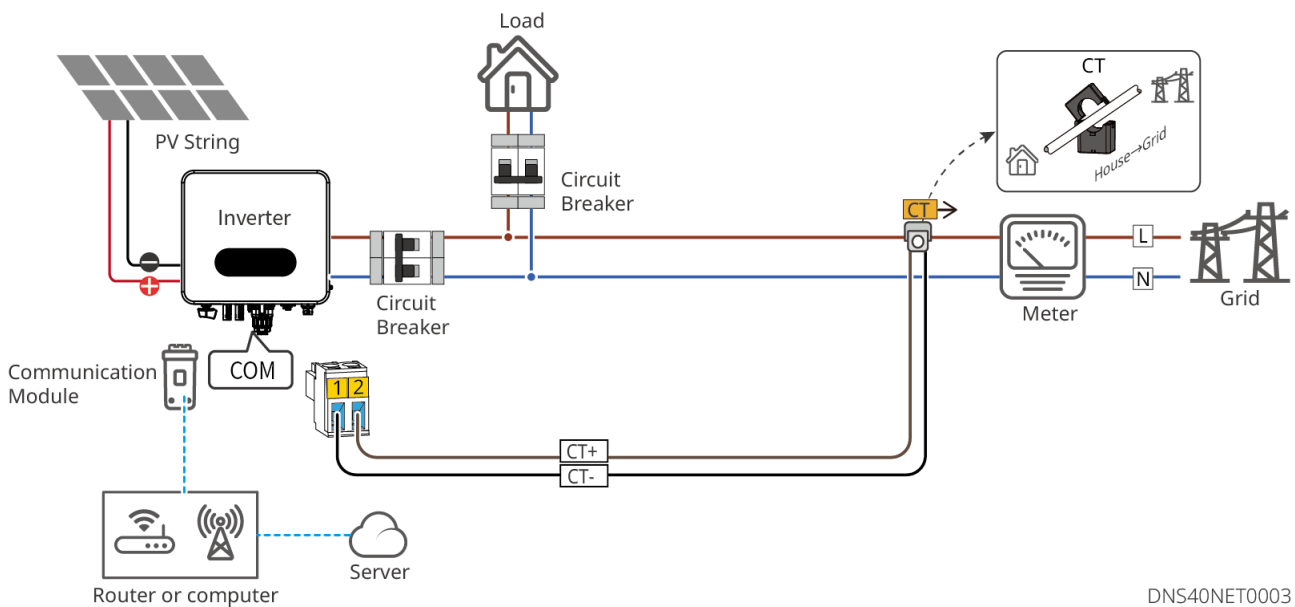 Load
CT
PV String
House→Grid
Circuit
Breaker
Inverter
CT
L
N
Grid
Meter
Circuit
Breaker
COM
Communication
Module
1 2
CT+
CT-
Server
Router or computer
DNS40NET0003